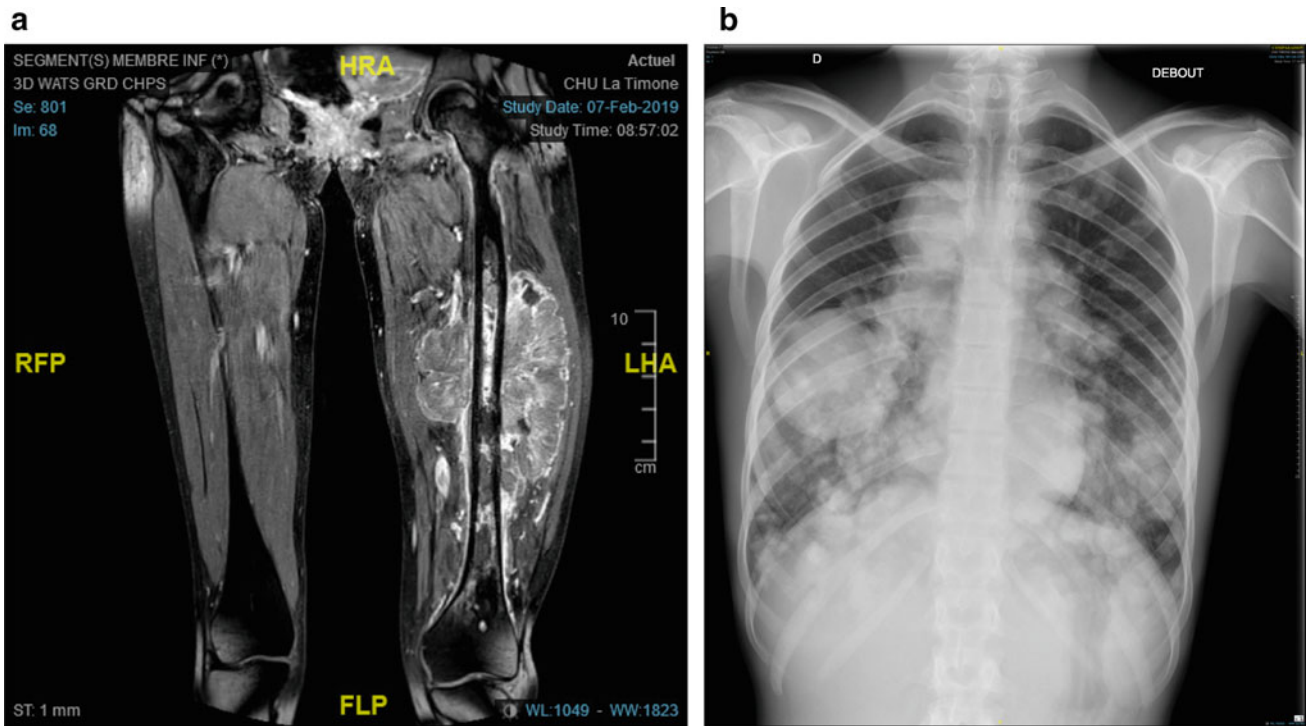 a
b
SEGMENT(S) MEMBRE INF (*)
3D WATS GRD CHPS
Se: 801
Im: 68
HRA
Actuel
CHU La Timone
Study Date: 07-Feb-2019
Study Time: 08:57:02
RFP
10
LHA
cm
ST: 1 mm
FLP
WL:1049 - WW:1823
D
DEBOUT